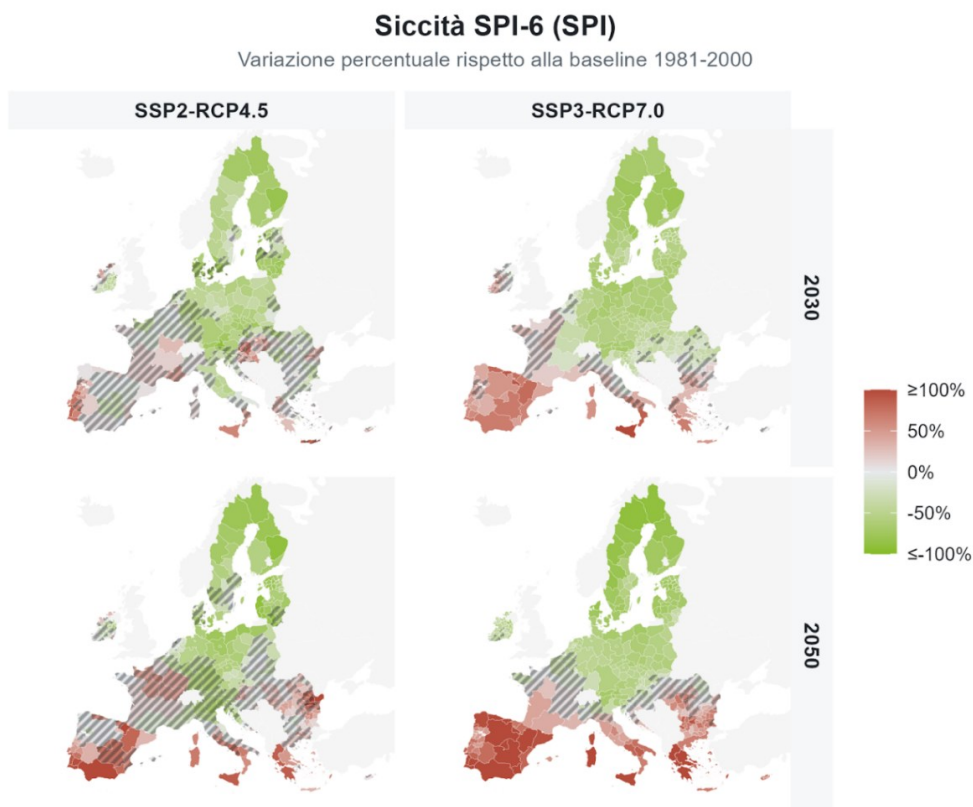 Siccità SPI-6 (SPI)
Variazione percentuale rispetto alla baseline 1981-2000
SSP2-RCP4.5
SSP3-RCP7.0
2030
2050
≥100%
50%
0%
-50%
≤-100%